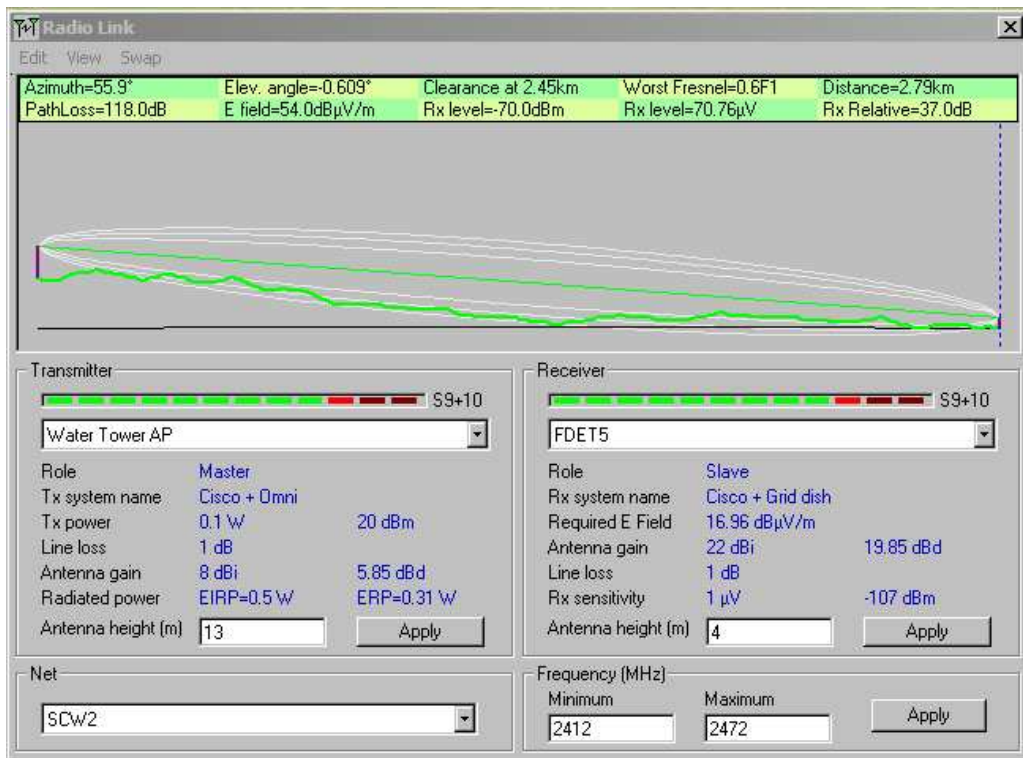 Radio Link
Edit View Swap
Azimuth=55.9° Elev. angle=-0.609° Clearance at 2.45km Worst Fresnel=0.6F1 Distance=2.79km
PathLoss=118.0dB E field=54.0dBµV/m Rx level=-70.0dBm Rx level=70.76µV Rx Relative=37.0dB
Transmitter
S9+10
Water Tower AP
Role Master
Tx system name Cisco + Omni
Tx power 0.1 W 20 dBm
Line loss 1 dB
Antenna gain 8 dBi 5.85 dBd
Radiated power EIRP=0.5 W ERP=0.31 W
Antenna height (m) 13 Apply
Receiver
S9+10
FDET5
Role Slave
Rx system name Cisco + Grid dish
Required E Field 16.96 dBµV/m
Antenna gain 22 dBi 19.85 dBd
Line loss 1 dB
Rx sensitivity 1 µV -107 dBm
Antenna height (m) 4 Apply
Net
SCW2
Frequency (MHz)
Minimum Maximum
2412 2472 Apply